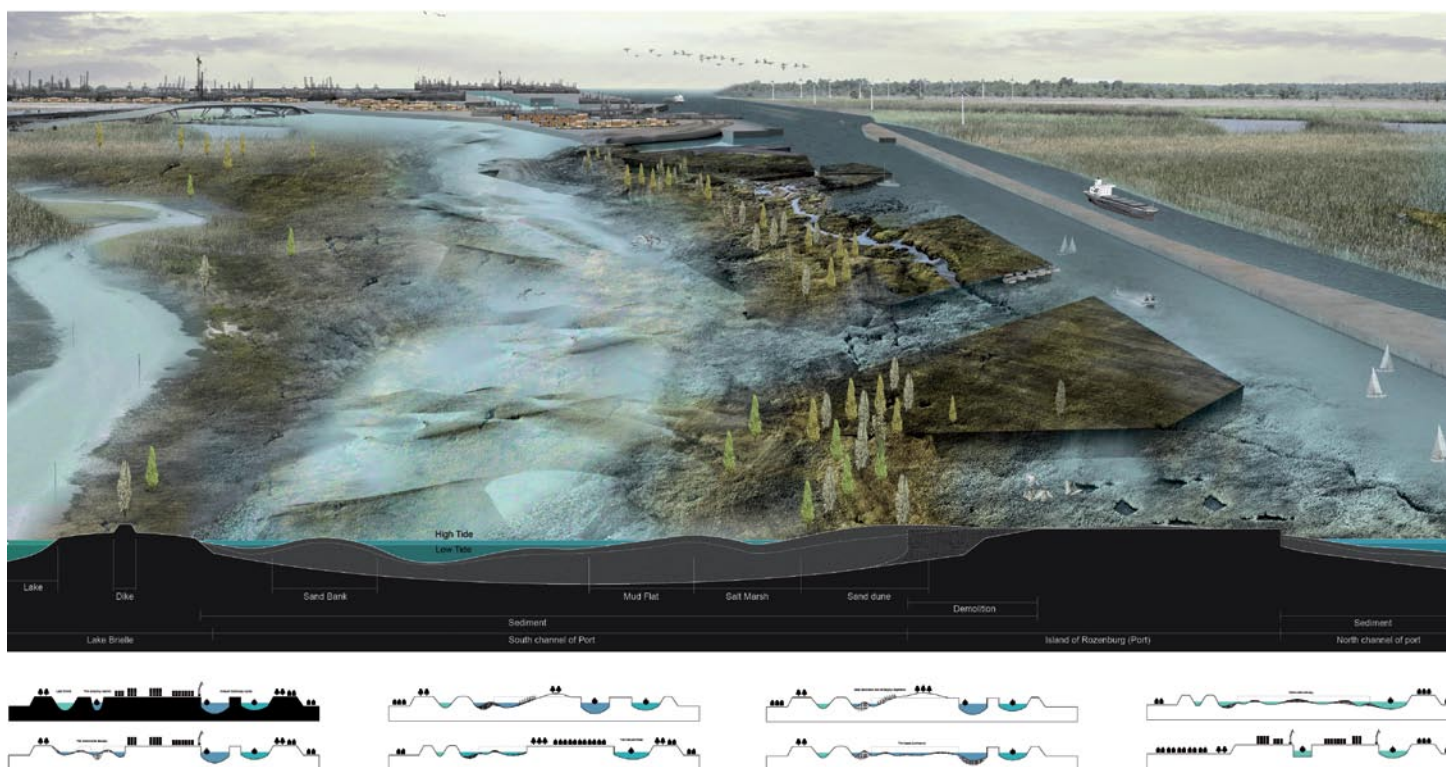 High Tide
Low Tide
Lake
Dike
Sand Bank
Mud Flat
Salt Marsh
Sand dune
Demolition
Sediment
Sediment
Lake Brielle
South channel of Port
Island of Rozenburg (Port)
North channel of port